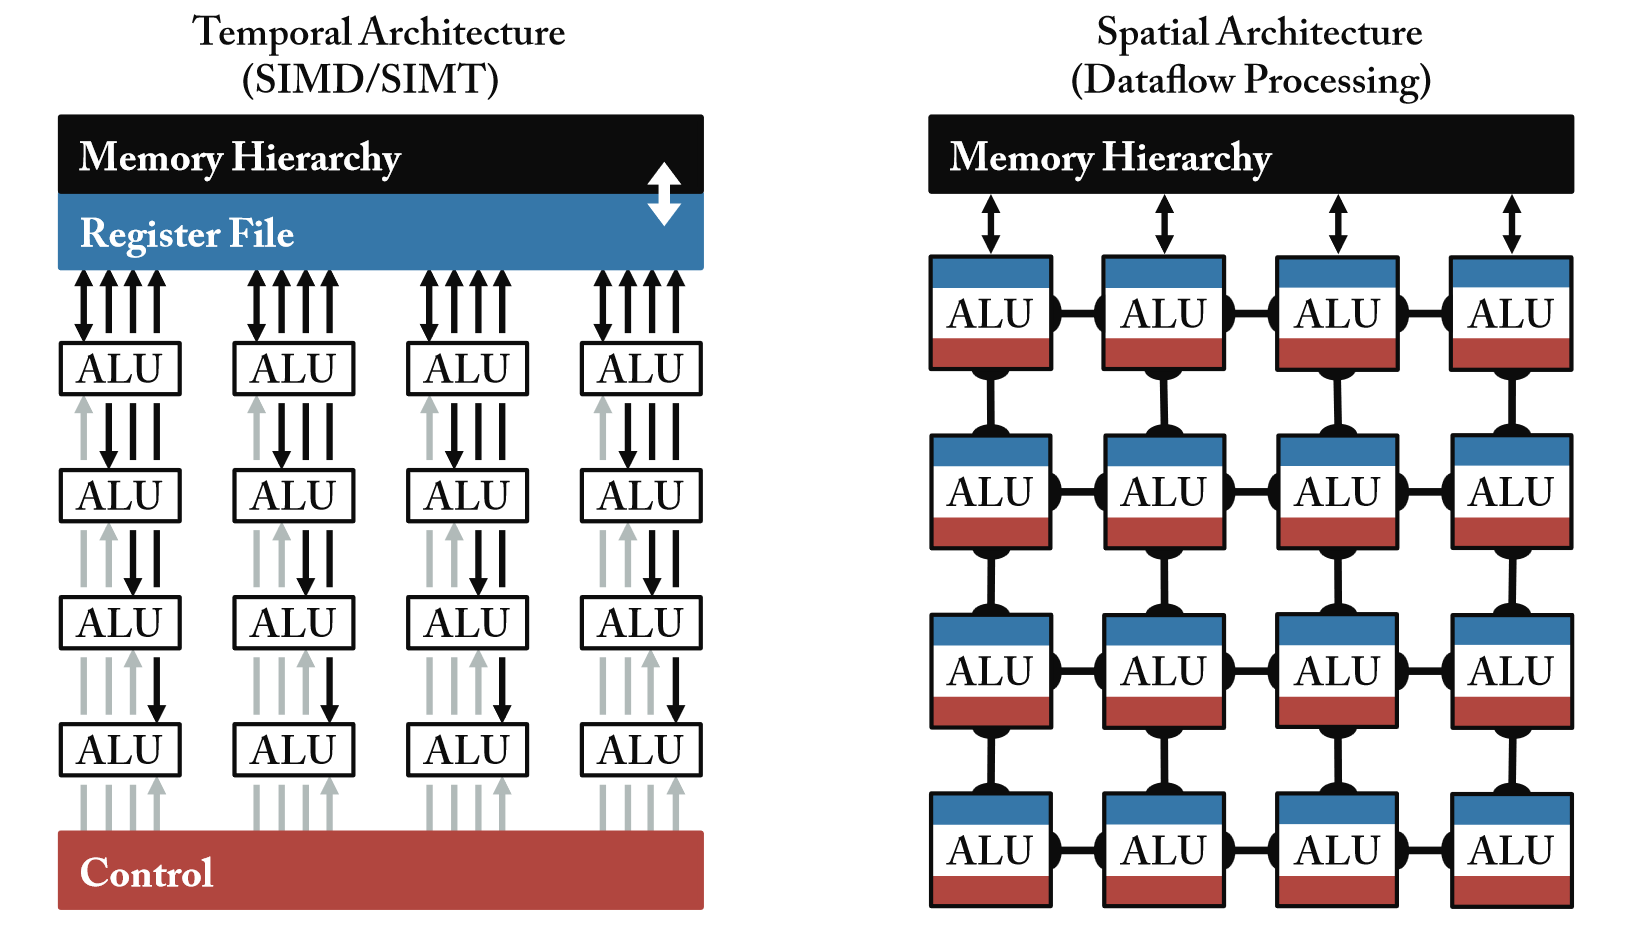 Temporal Architecture
(SIMD/SIMT)
Memory Hierarchy
Register File
ALU ALU ALU ALU
ALU ALU ALU ALU
ALU ALU ALU ALU
ALU ALU ALU ALU
Control
Spatial Architecture
(Dataflow Processing)
Memory Hierarchy
ALU ALU ALU ALU
ALU ALU ALU ALU
ALU ALU ALU ALU
ALU ALU ALU ALU